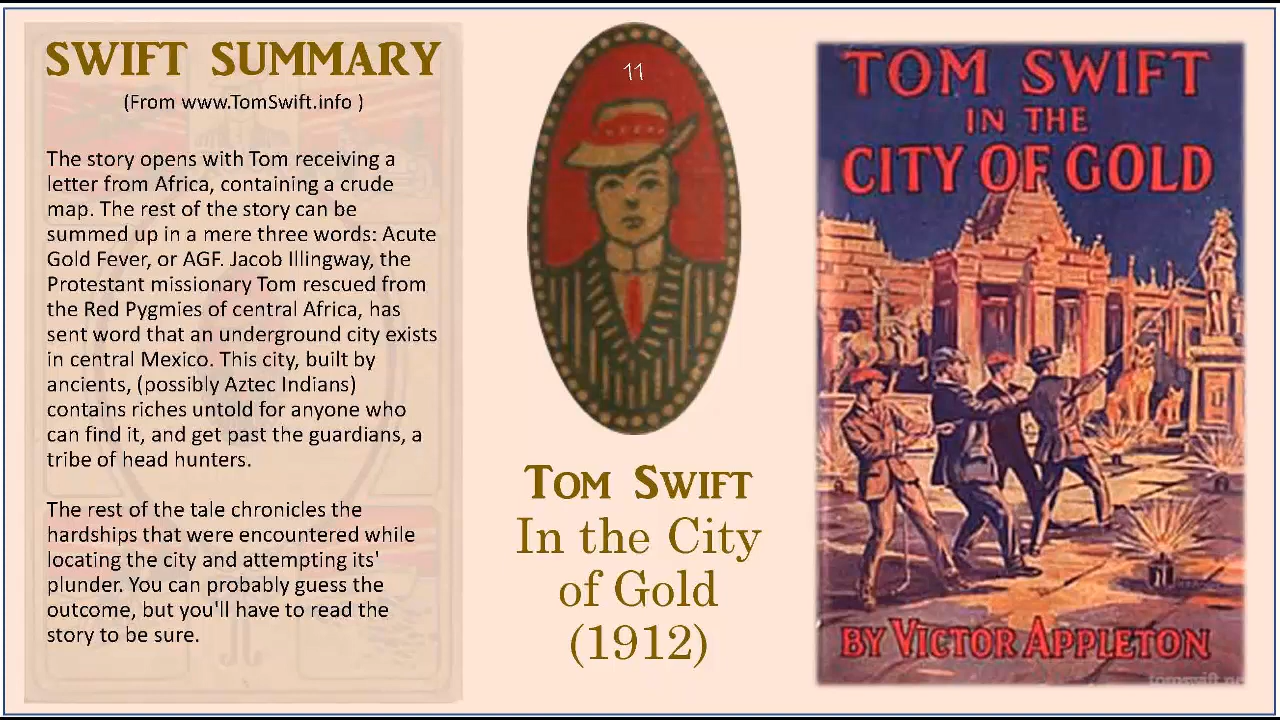 SWIFT SUMMARY
(From www.TomSwift.info )
The story opens with Tom receiving a
letter from Africa, containing a crude
map. The rest of the story can be
summed up in a mere three words: Acute
Gold Fever, or AGF. Jacob Illingway, the
Protestant missionary Tom rescued from
the Red Pygmies of central Africa, has
sent word that an underground city exists
in central Mexico. This city, built by
ancients, (possibly Aztec Indians)
contains riches untold for anyone who
can find it, and get past the guardians, a
tribe of head hunters.
The rest of the tale chronicles the
hardships that were encountered while
locating the city and attempting its'
plunder. You can probably guess the
outcome, but you'll have to read the
story to be sure.
11
TOM SWIFT
In the City
of Gold
(1912)
TOM SWIFT
IN THE
CITY OF GOLD
BY VICTOR APPLETON